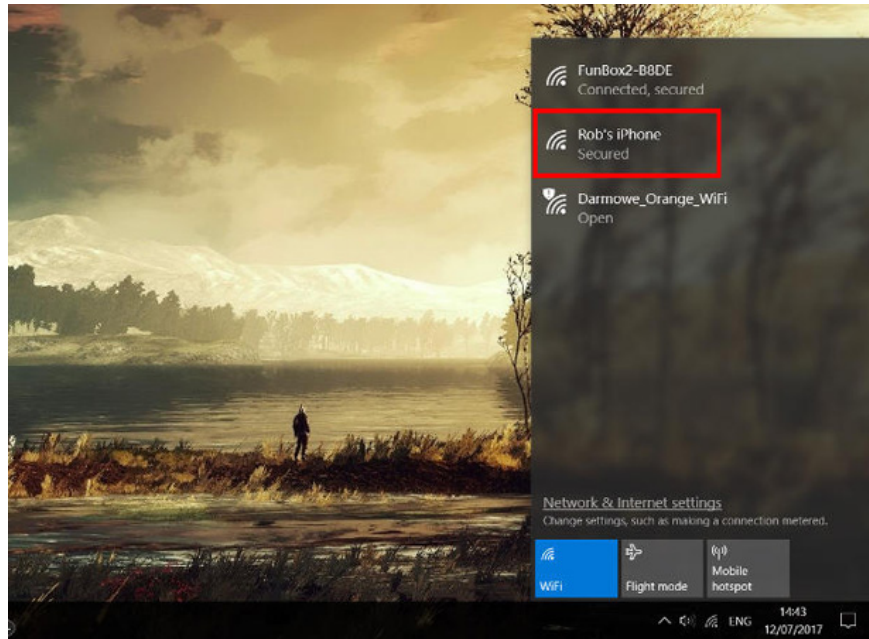 FunBox2-B8DE
Connected, secured
Rob's iPhone
Secured
Darmowe_Orange_WiFi
Open
Network & Internet settings
Change settings, such as making a connection metered.
WiFi
Flight mode
Mobile
hotspot
ENG
14:43
12/07/2017